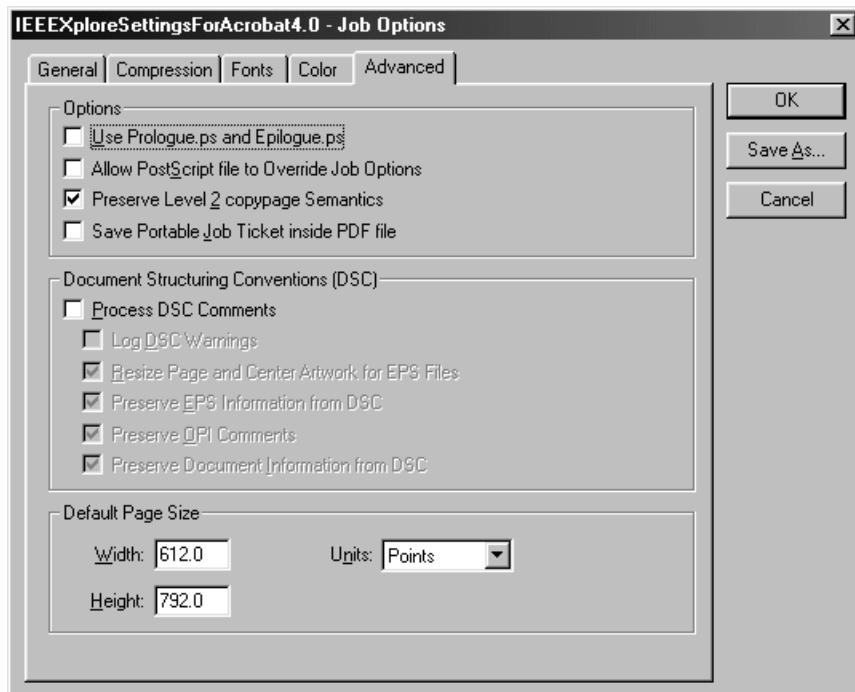 IEEEXploreSettingsForAcrobat4.0 - Job Options
General Compression Fonts Color Advanced
Options
Use Prologue.ps and Epilogue.ps
Allow PostScript file to Override Job Options
Preserve Level 2 copypage Semantics
Save Portable Job Ticket inside PDF file
Document Structuring Conventions (DSC)
Process DSC Comments
Log DSC Warnings
Resize Page and Center Artwork for EPS Files
Preserve EPS Information from DSC
Preserve OPI Comments
Preserve Document Information from DSC
Default Page Size
Width: 612.0 Units: Points
Height: 792.0
OK
Save As...
Cancel